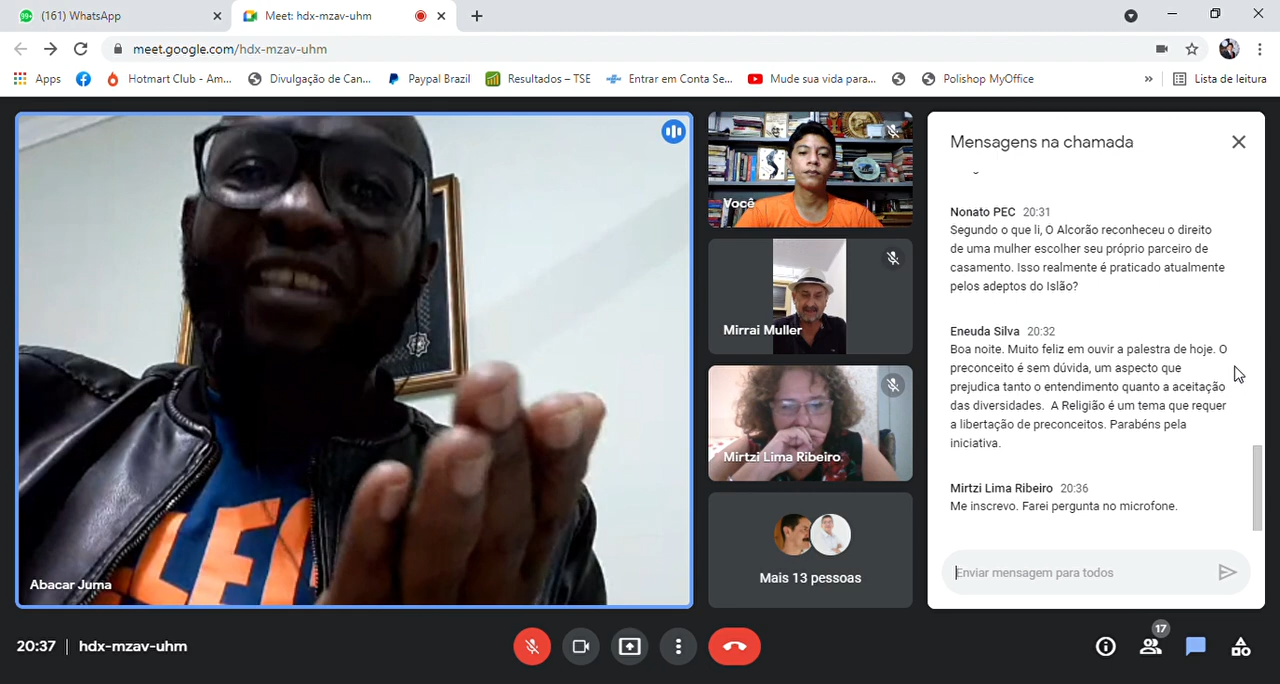 99+ (161) WhatsApp
Meet: hdx-mzav-uhm
meet.google.com/hdx-mzav-uhm
Apps
Hotmart Club - Am...
Divulgação de Can...
Paypal Brazil
Resultados – TSE
Entrar em Conta Se...
Mude sua vida para...
Polishop MyOffice
»
Lista de leitura
Abacar Juma
Você
Mirrai Muller
Mirtzi Lima Ribeiro
Mais 13 pessoas
Mensagens na chamada
Nonato PEC 20:31
Segundo o que li, O Alcorão reconheceu o direito
de uma mulher escolher seu próprio parceiro de
casamento. Isso realmente é praticado atualmente
pelos adeptos do Islão?
Eneuda Silva 20:32
Boa noite. Muito feliz em ouvir a palestra de hoje. O
preconceito é sem dúvida, um aspecto que
prejudica tanto o entendimento quanto a aceitação
das diversidades. A Religião é um tema que requer
a libertação de preconceitos. Parabéns pela
iniciativa.
Mirtzi Lima Ribeiro 20:36
Me inscrevo. Farei pergunta no microfone.
Enviar mensagem para todos
20:37 | hdx-mzav-uhm
17